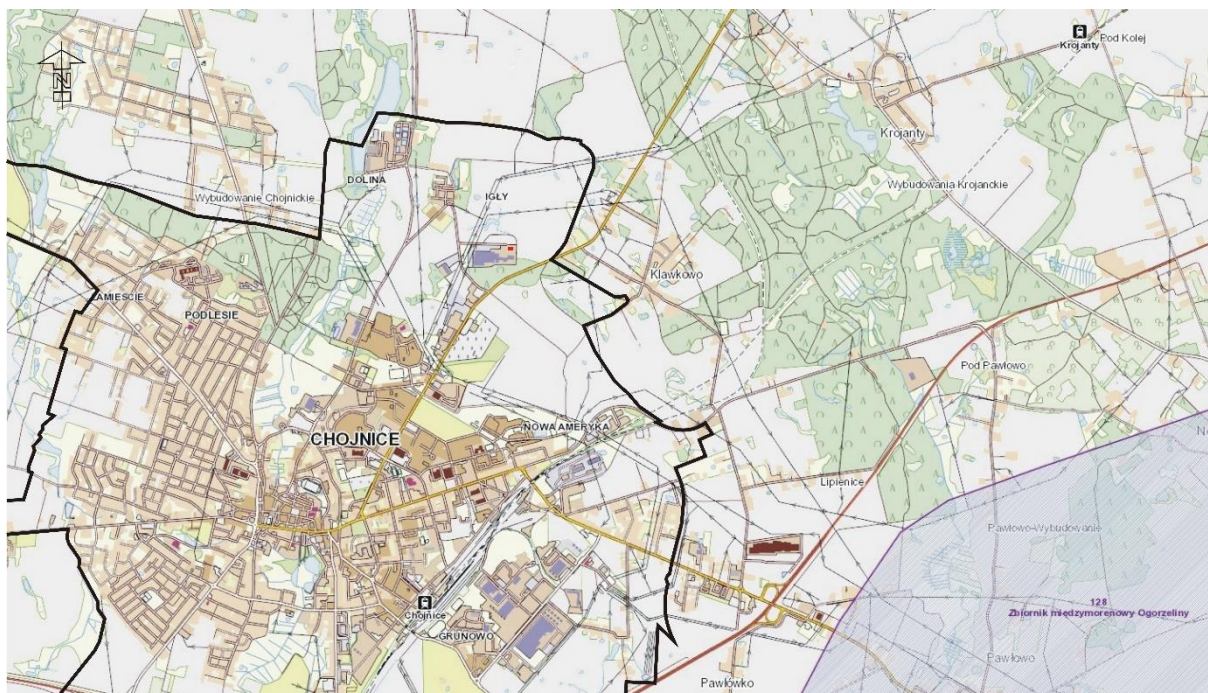 Krojanty
Pod Kolej
Krojanty
DOLINA
Wybudowania Krojanckie
Wybudowanie Chojnickie
IGŁY
Klawkowo
ZAMIEŚCIE
PODLESIE
Pod Pawłowo
NOWA AMERYKA
CHOJNICE
Lipienice
Pawłowo-Wybudowanie
128
Zbiornik międzymorenowy Ogorzeliny
Chojnice
GRUNOWO
Pawłowo
Pawłówko